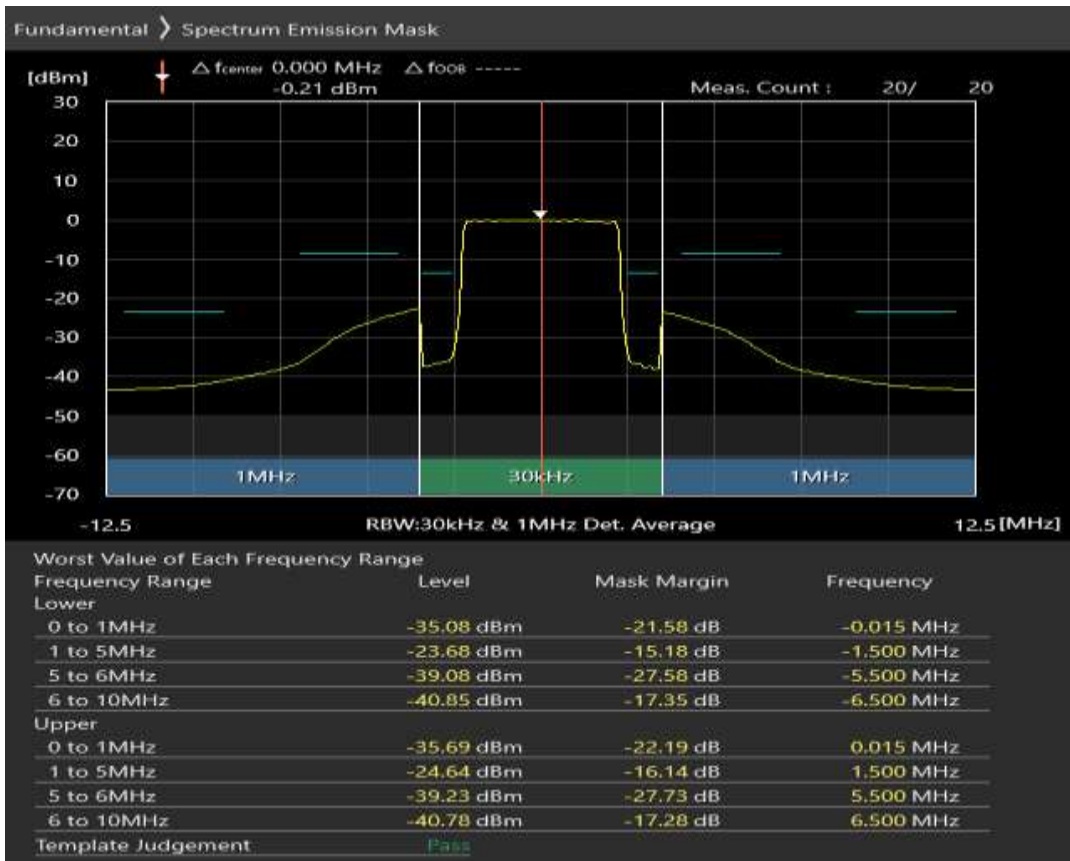 Fundamental ❯ Spectrum Emission Mask
[dBm] △ fcenter 0.000 MHz △ fOOB -----
-0.21 dBm Meas. Count : 20/ 20
30
20
10
0
-10
-20
-30
-40
-50
-60
-70
1MHz 30kHz 1MHz
-12.5 RBW:30kHz & 1MHz Det. Average 12.5 [MHz]
Worst Value of Each Frequency Range
Frequency Range Level Mask Margin Frequency
Lower
0 to 1MHz -35.08 dBm -21.58 dB -0.015 MHz
1 to 5MHz -23.68 dBm -15.18 dB -1.500 MHz
5 to 6MHz -39.08 dBm -27.58 dB -5.500 MHz
6 to 10MHz -40.85 dBm -17.35 dB -6.500 MHz
Upper
0 to 1MHz -35.69 dBm -22.19 dB 0.015 MHz
1 to 5MHz -24.64 dBm -16.14 dB 1.500 MHz
5 to 6MHz -39.23 dBm -27.73 dB 5.500 MHz
6 to 10MHz -40.78 dBm -17.28 dB 6.500 MHz
Template Judgement Pass